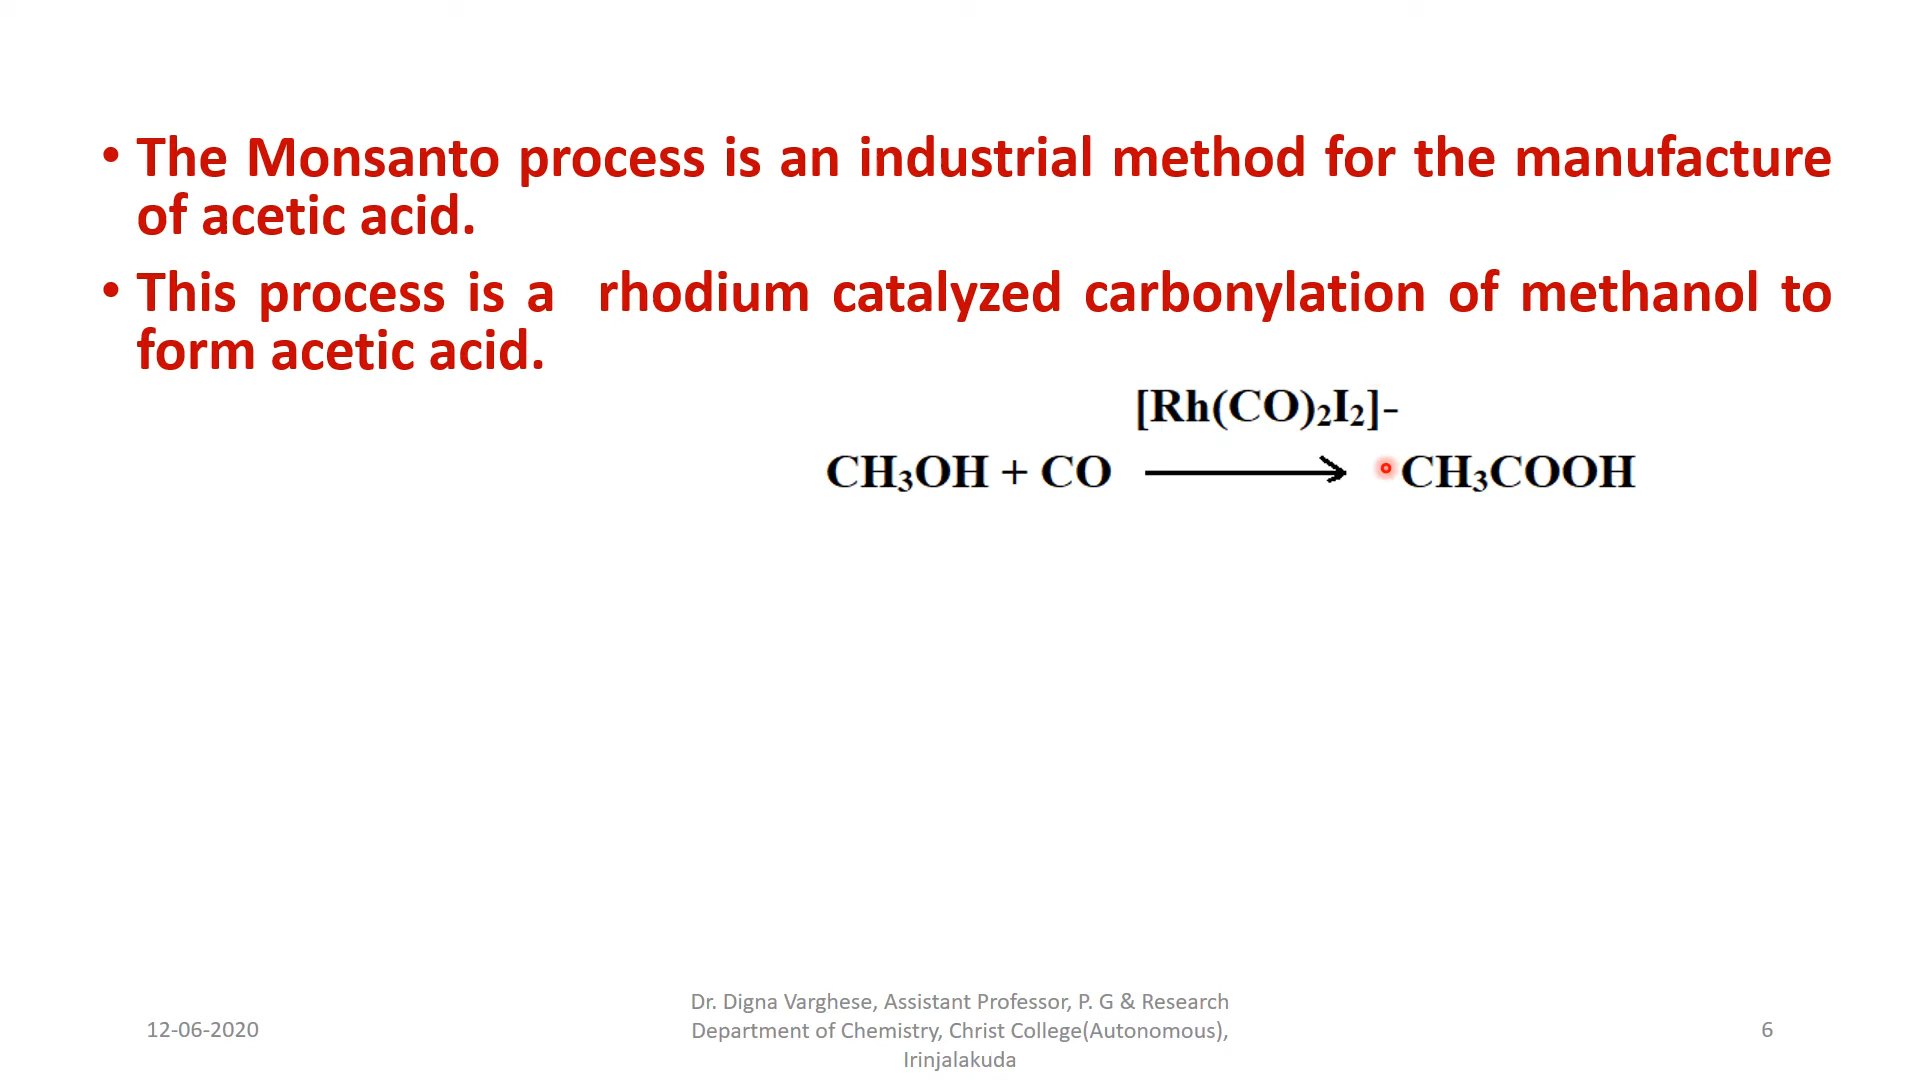 • The Monsanto process is an industrial method for the manufacture
of acetic acid.
• This process is a rhodium catalyzed carbonylation of methanol to
form acetic acid.
[Rh(CO)₂I₂]-
CH₃OH + CO ⟶ CH₃COOH
12-06-2020
Dr. Digna Varghese, Assistant Professor, P. G & Research
Department of Chemistry, Christ College(Autonomous),
Irinjalakuda
6